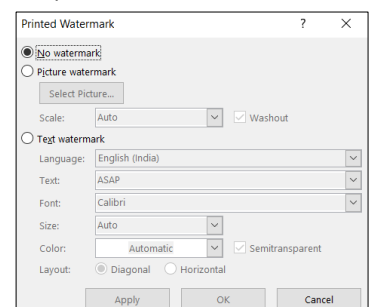 Printed Watermark ? ×
No watermark
Picture watermark
Select Picture...
Scale: Auto Washout
Text watermark
Language: English (India)
Text: ASAP
Font: Calibri
Size: Auto
Color: Automatic Semitransparent
Layout: Diagonal Horizontal
Apply OK Cancel